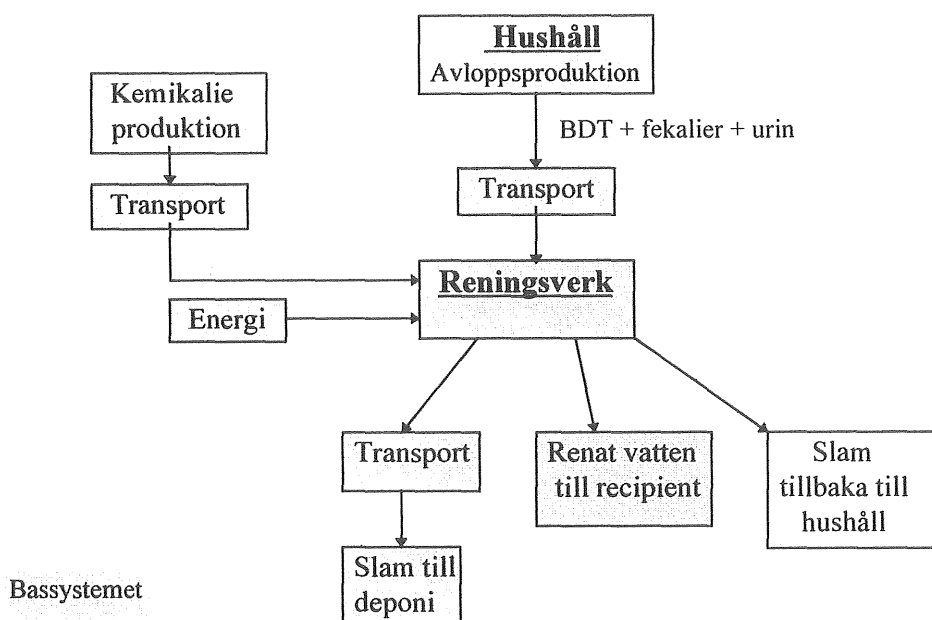 Hushåll
Avloppsproduktion
Kemikalie
produktion
BDT + fekalier + urin
Transport
Transport
Reningsverk
Energi
Transport
Renat vatten
till recipient
Slam
tillbaka till
hushåll
Slam till
deponi
Bassystemet